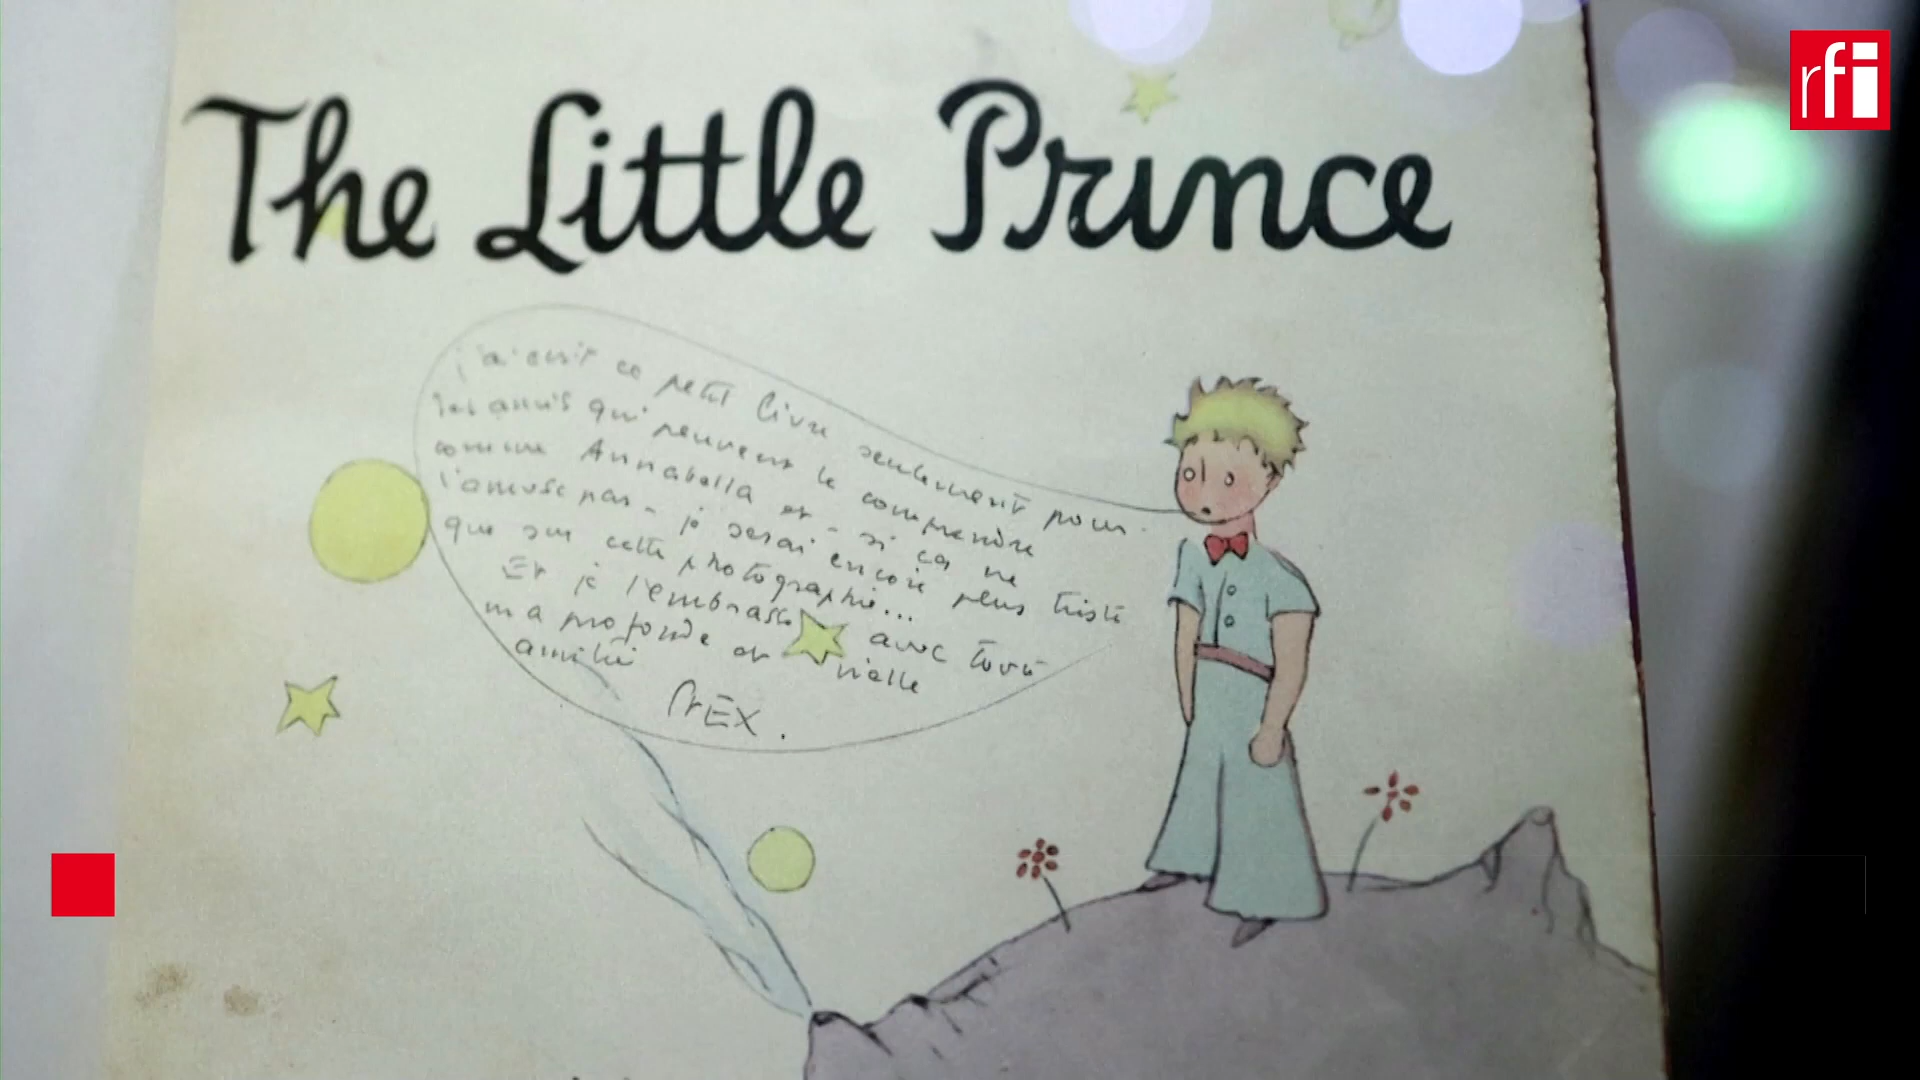 rfi
The Little Prince
j'ai écrit ce petit livre seulement pour
les amis qui peuvent le comprendre
comme Annabella et - si ça ne
l'amuse pas - je serai encore plus triste
que sur cette photographie...
Et je l'embrasse avec toute
ma profonde et vieille
amitié
StEX.